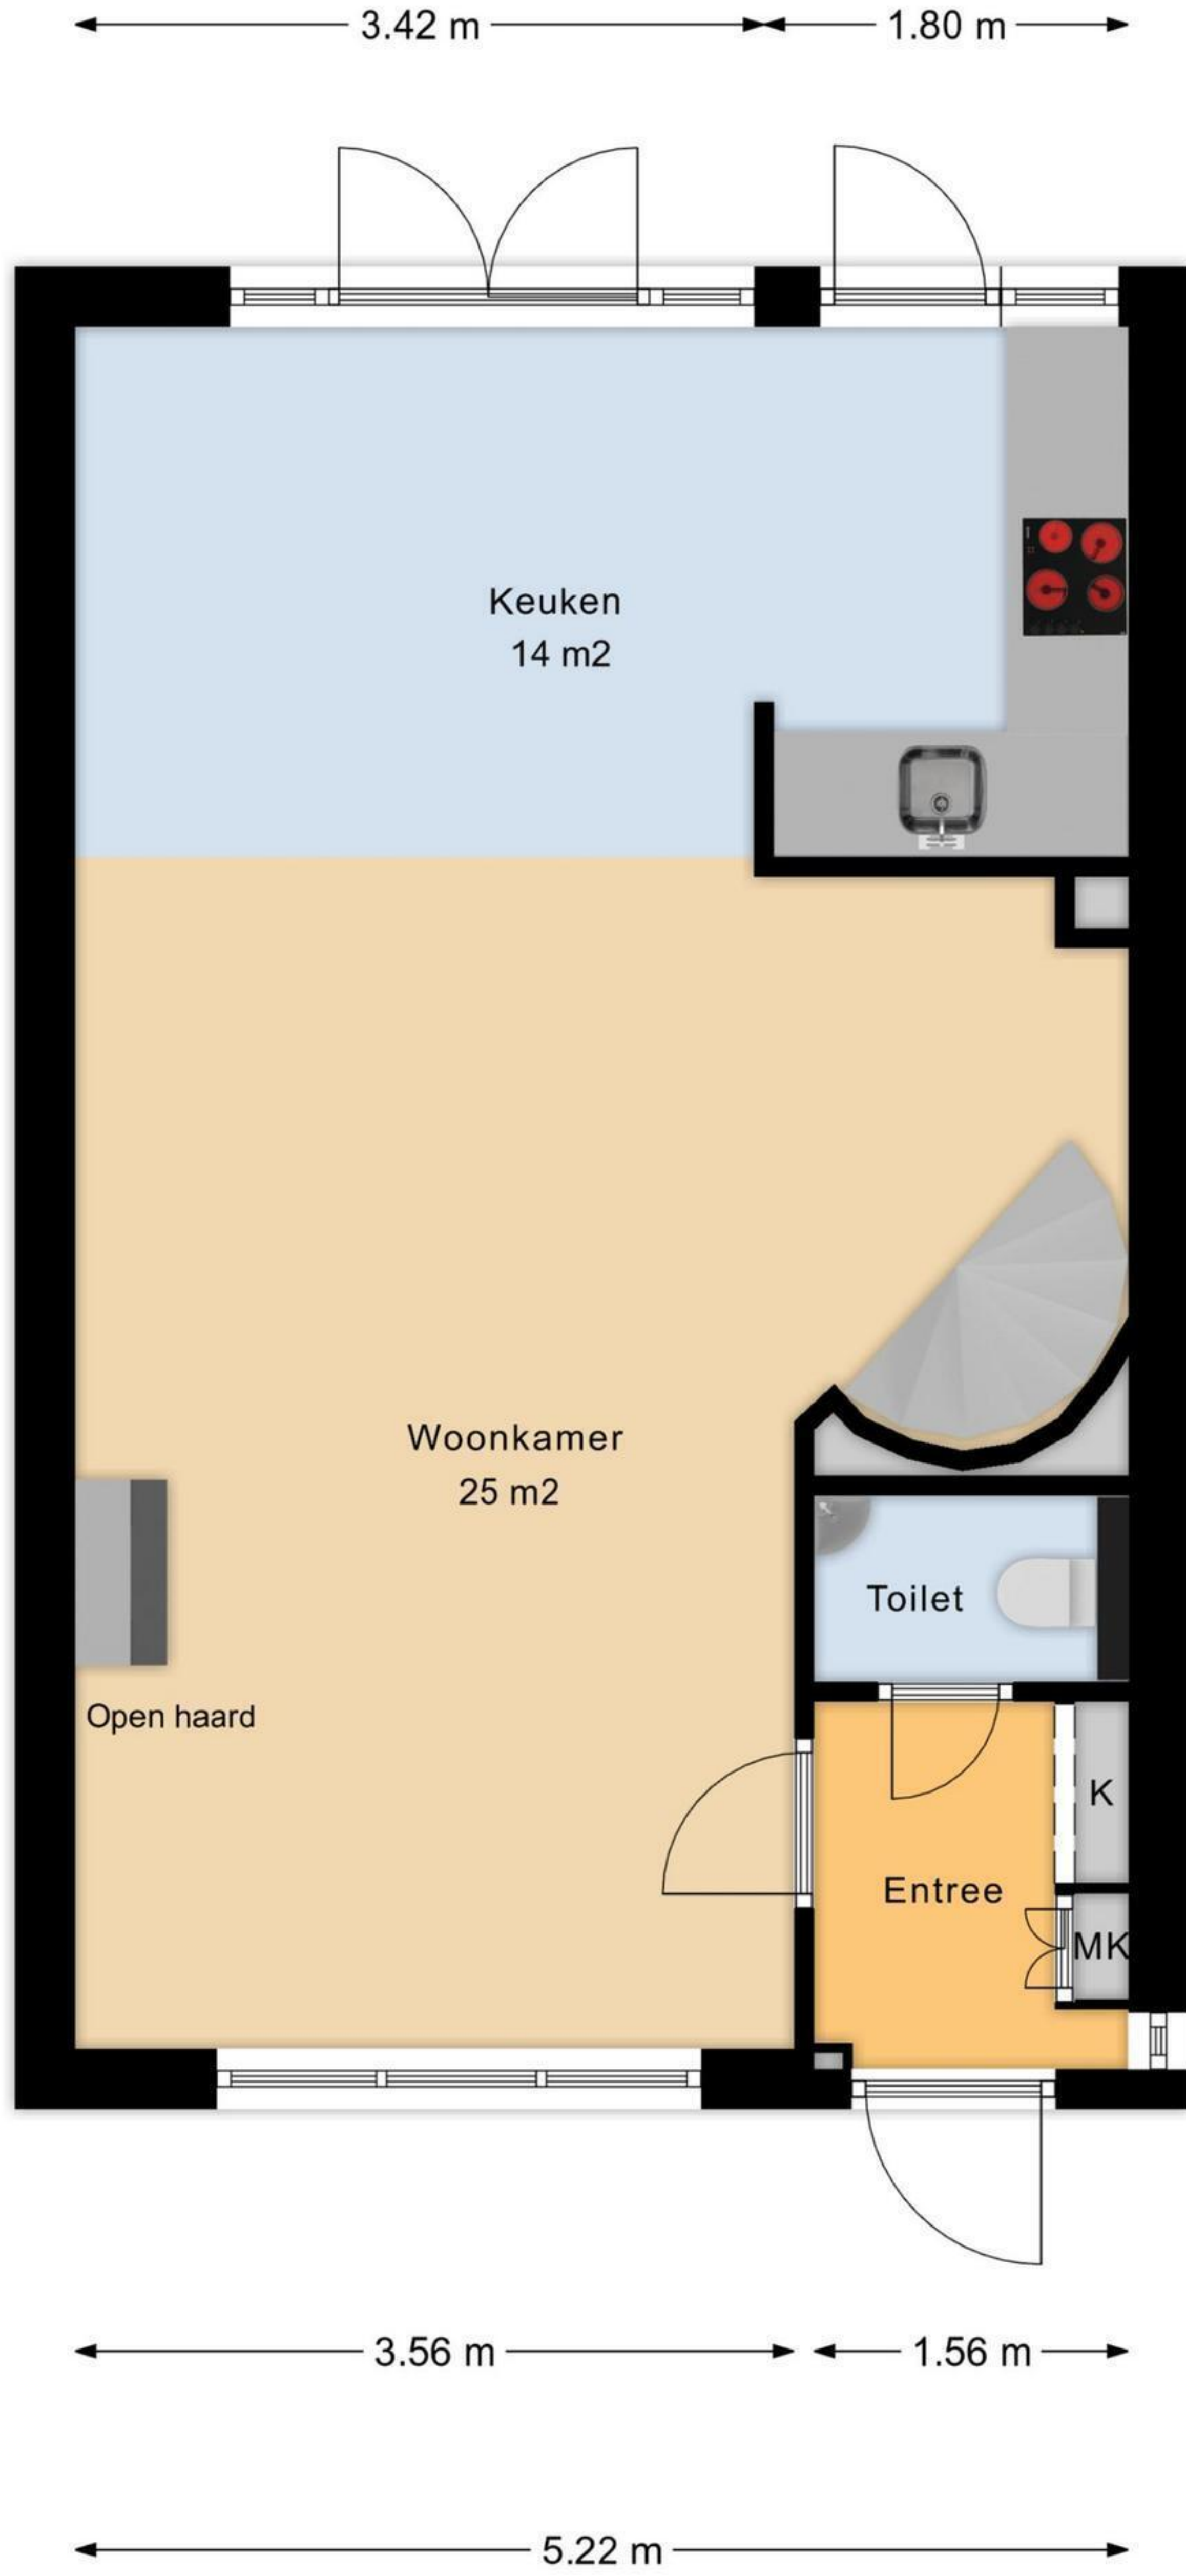 3.42 m
1.80 m
Keuken
14 m2
Woonkamer
25 m2
Toilet
Open haard
K
Entree
MK
3.56 m
1.56 m
5.22 m